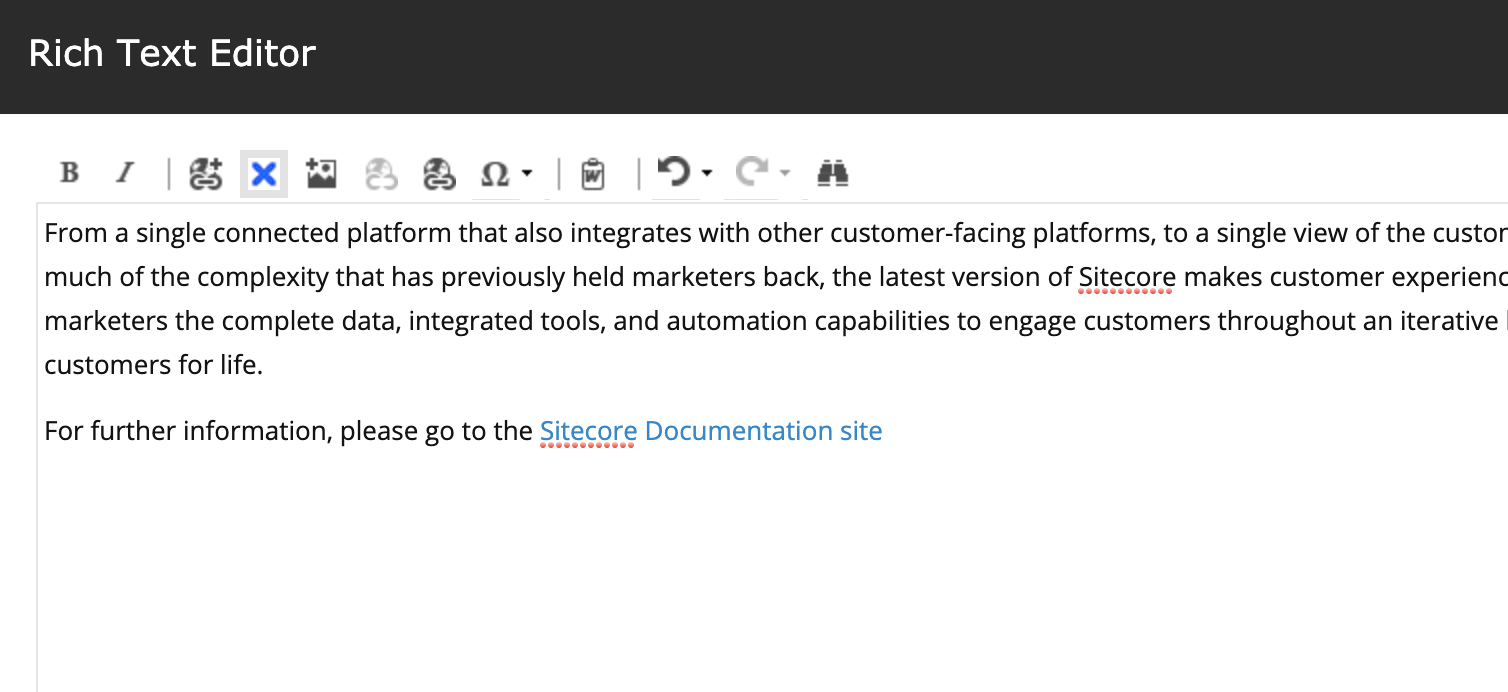 Rich Text Editor
B I Ω W
From a single connected platform that also integrates with other customer-facing platforms, to a single view of the
much of the complexity that has previously held marketers back, the latest version of Sitecore makes customer
marketers the complete data, integrated tools, and automation capabilities to engage customers throughout an iterative
customers for life.
For further information, please go to the Sitecore Documentation site